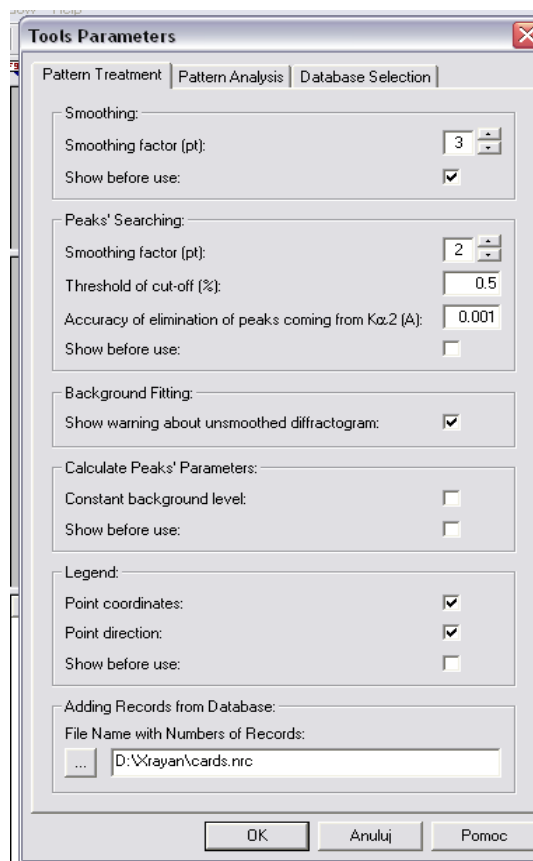 Help
Tools Parameters
Pattern Treatment Pattern Analysis Database Selection
Smoothing:
Smoothing factor (pt): 3
Show before use:
Peaks' Searching:
Smoothing factor (pt): 2
Threshold of cut-off (%): 0.5
Accuracy of elimination of peaks coming from Kα2 (A): 0.001
Show before use:
Background Fitting:
Show warning about unsmoothed diffractogram:
Calculate Peaks' Parameters:
Constant background level:
Show before use:
Legend:
Point coordinates:
Point direction:
Show before use:
Adding Records from Database:
File Name with Numbers of Records:
... D:\Xrayan\cards.nrc
OK Anuluj Pomoc